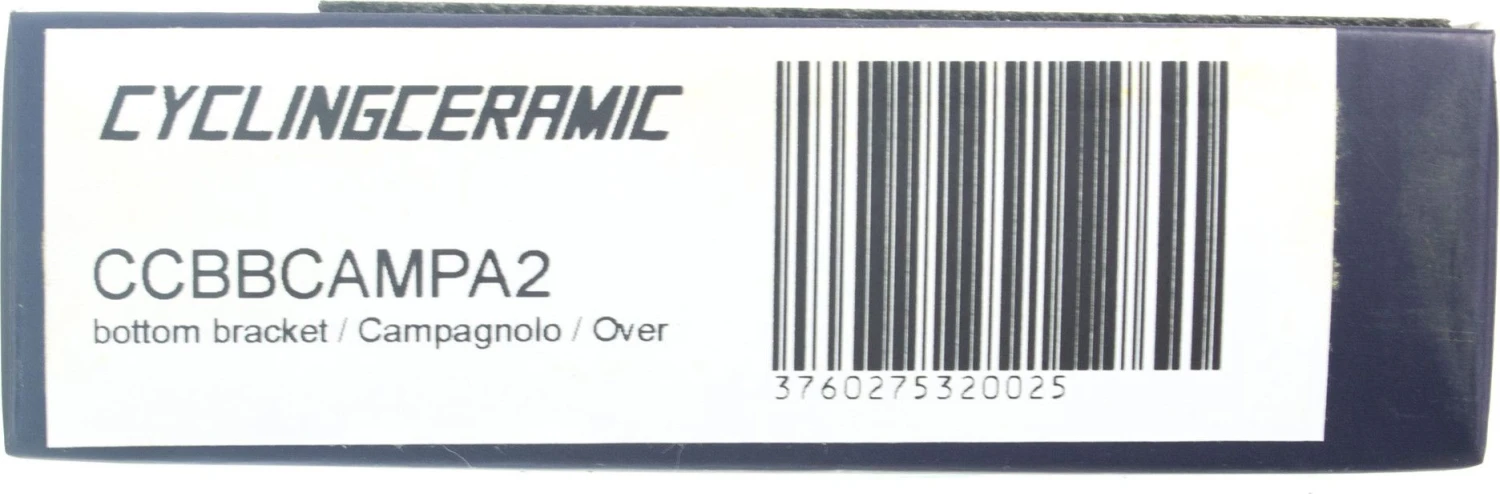 CYCLINGCERAMIC
CCBBCAMPA2
bottom bracket / Campagnolo / Over
3760275320025